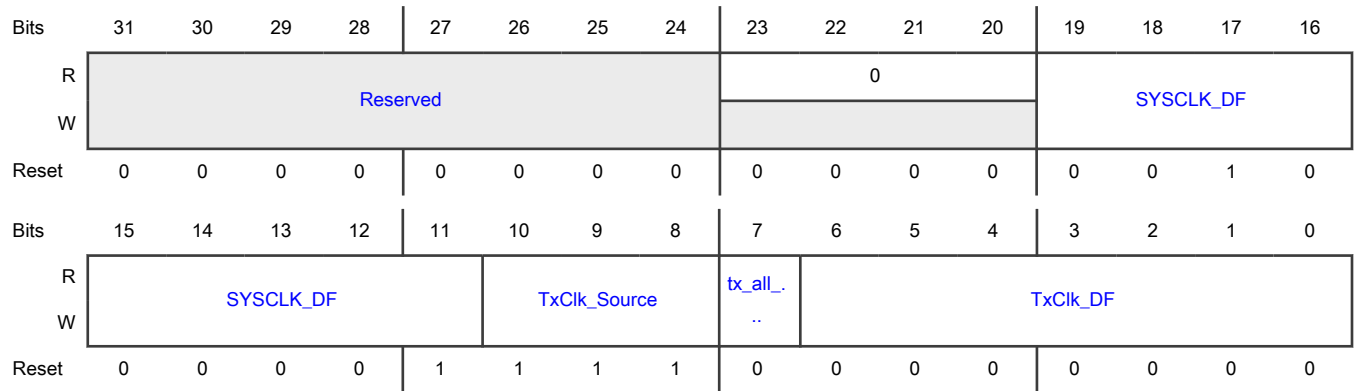 Bits 31 30 29 28 27 26 25 24 23 22 21 20 19 18 17 16
R 0
Reserved SYSCLK_DF
W
Reset 0 0 0 0 0 0 0 0 0 0 0 0 0 0 1 0
Bits 15 14 13 12 11 10 9 8 7 6 5 4 3 2 1 0
R
SYSCLK_DF TxClk_Source tx_all_. TxClk_DF
..
W
Reset 0 0 0 0 1 1 1 1 0 0 0 0 0 0 0 0